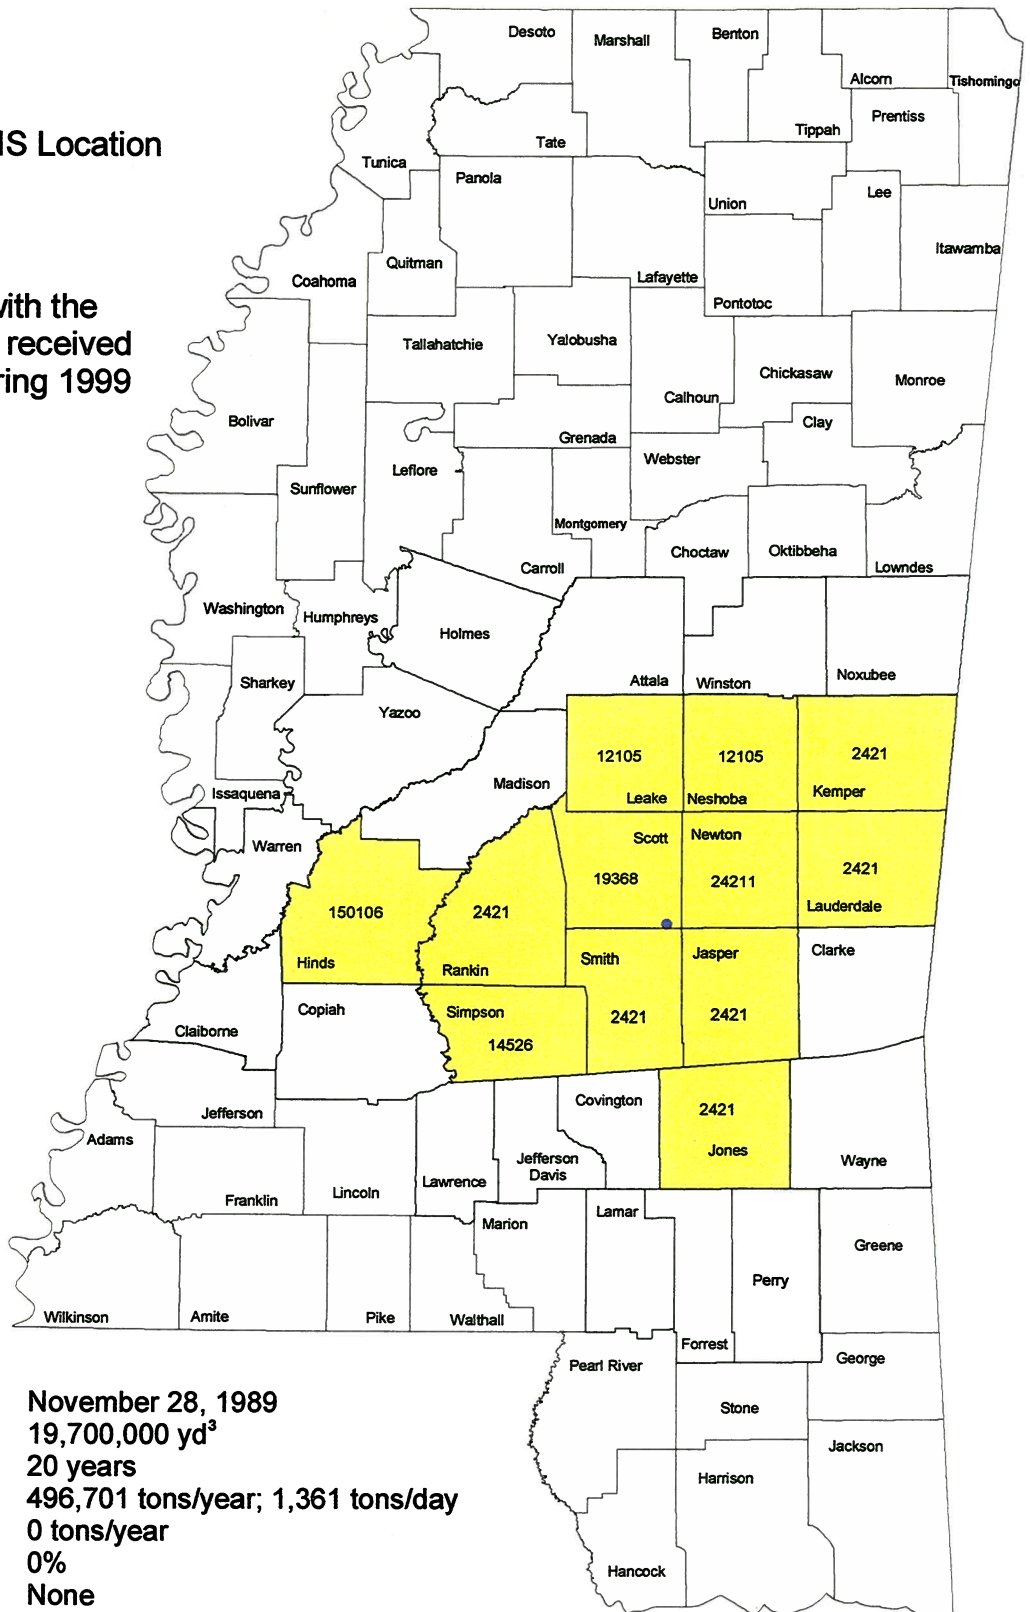 Desoto
Marshall
Benton
Alcorn
Tishomingo
Tippah
Prentiss
IS Location
Tate
Tunica
Panola
Union
Lee
Itawamba
Quitman
Coahoma
Lafayette
Pontotoc
with the
received
ring 1999
Tallahatchie
Yalobusha
Chickasaw
Monroe
Calhoun
Bolivar
Clay
Grenada
Leflore
Webster
Sunflower
Montgomery
Choctaw
Oktibbeha
Carroll
Lowndes
Washington
Humphreys
Holmes
Attala
Winston
Noxubee
Sharkey
Yazoo
12105
12105
2421
Madison
Issaquena
Leake
Neshoba
Kemper
Warren
Scott
Newton
19368
24211
2421
Lauderdale
150106
2421
Hinds
Rankin
Smith
Jasper
Clarke
Copiah
Simpson
2421
2421
14526
Claiborne
Jefferson
Covington
2421
Jones
Adams
Jefferson
Davis
Wayne
Franklin
Lincoln
Lawrence
Marion
Lamar
Greene
Perry
Wilkinson
Amite
Pike
Walthall
Forrest
George
Pearl River
November 28, 1989
19,700,000 yd³
20 years
496,701 tons/year; 1,361 tons/day
0 tons/year
0%
None
Stone
Jackson
Harrison
Hancock